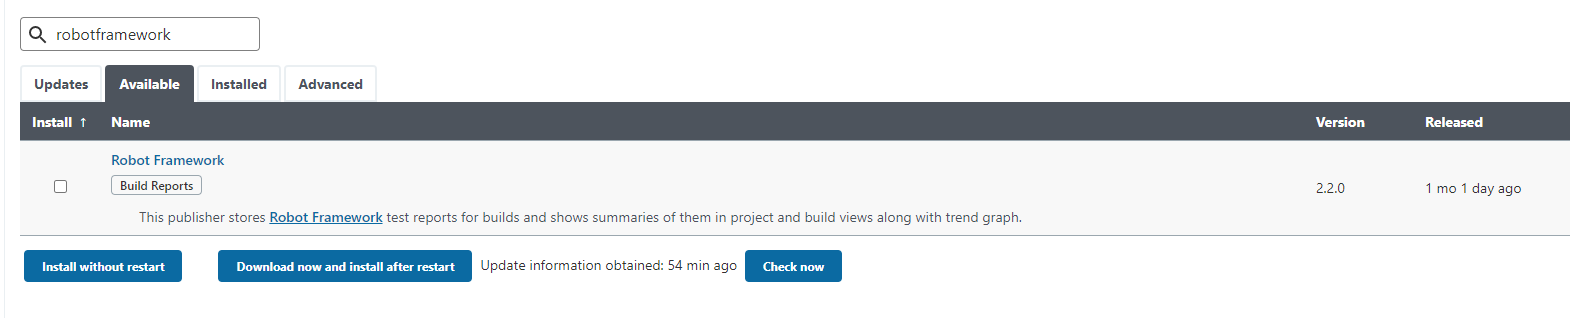 robotframework
Updates Available Installed Advanced
Install ↑ Name Version Released
Robot Framework
Build Reports
2.2.0 1 mo 1 day ago
This publisher stores Robot Framework test reports for builds and shows summaries of them in project and build views along with trend graph.
Install without restart Download now and install after restart Update information obtained: 54 min ago Check now